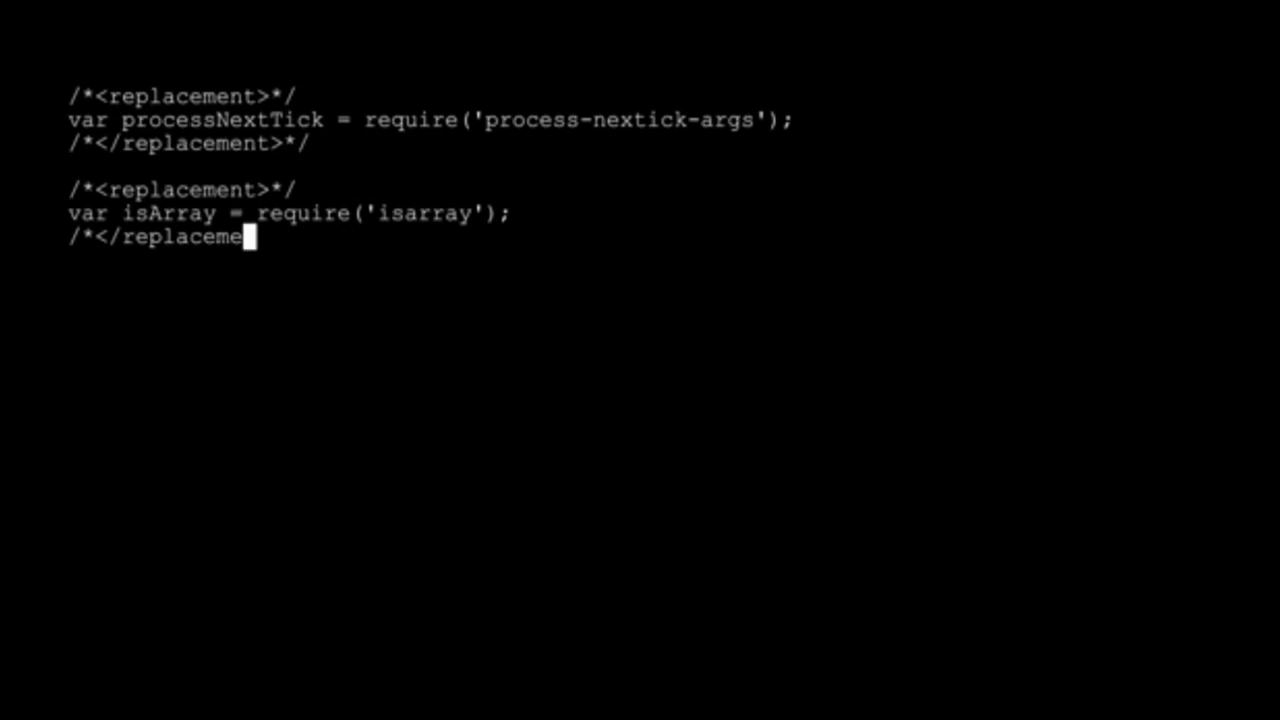 /*<replacement>*/
var processNextTick = require('process-nextick-args');
/*</replacement>*/
/*<replacement>*/
var isArray = require('isarray');
/*</replaceme